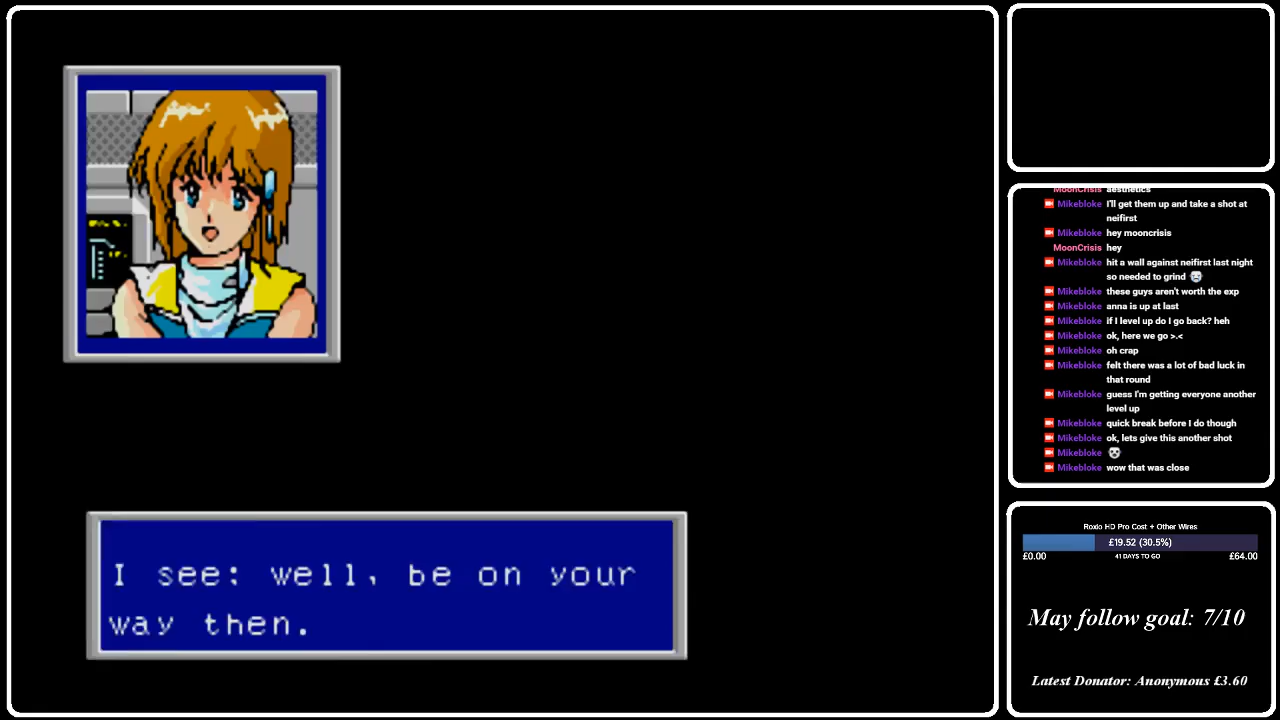 I see: well, be on your
way then.
MoonCrisis aesthetics
Mikebloke I'll get them up and take a shot at
neifirst
Mikebloke hey mooncrisis
MoonCrisis hey
Mikebloke hit a wall against neifirst last night
so needed to grind
Mikebloke these guys aren't worth the exp
Mikebloke anna is up at last
Mikebloke if I level up do I go back? heh
Mikebloke ok, here we go >.<
Mikebloke oh crap
Mikebloke felt there was a lot of bad luck in
that round
Mikebloke guess I'm getting everyone another
level up
Mikebloke quick break before I do though
Mikebloke ok, lets give this another shot
Mikebloke
Mikebloke wow that was close
Roxio HD Pro Cost + Other Wires
£19.52 (30.5%)
£0.00 41 DAYS TO GO £64.00
May follow goal: 7/10
Latest Donator: Anonymous £3.60